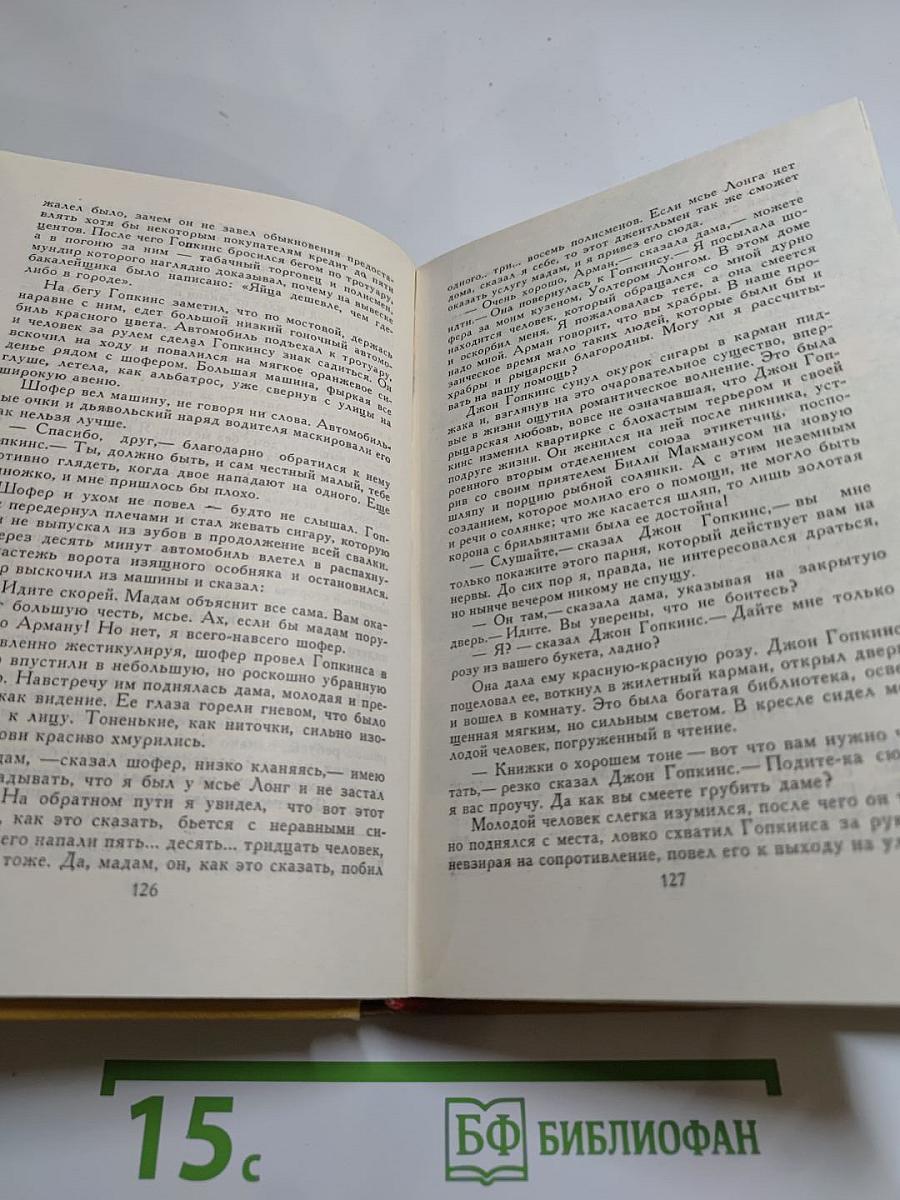 жалел было, зачем он не завел обыкновения предоста-
влять хотя бы некоторым покупателям кредит до пяти
центов. После чего Гопкинс бросился бегом по тротуару,
а в погоню за ним — табачный торговец и полисмен,
мундир которого наглядно доказывал, почему на вывеске
бакалейщика было написано: «Яйца дешевле, чем где-
либо в городе».
На бегу Гопкинс заметил, что по мостовой, держась
наравне с ним, едет большой низкий гоночный автомо-
биль красного цвета. Автомобиль подъехал к тротуару,
и человек за рулем сделал Гопкинсу знак садиться. Он
вскочил на ходу и повалился на мягкое оранжевое си-
денье рядом с шофером. Большая машина, фыркая все
глуше, летела, как альбатрос, уже свернув с улицы на
широкую авеню.
Шофер вел машину, не говоря ни слова. Автомобиль-
ые очки и дьявольский наряд водителя маскировали его
ак нельзя лучше.
— Спасибо, друг,— благодарно обратился к нему
опкинс.— Ты, должно быть, и сам честный малый, тебе
отивно глядеть, когда двое нападают на одного. Еще
множко, и мне пришлось бы плохо.
Шофер и ухом не повел — будто не слышал. Гоп-
передернул плечами и стал жевать сигару, которую
и не выпускал из зубов в продолжение всей свалки.
ерез десять минут автомобиль влетел в распахну-
астежь ворота изящного особняка и остановился.
р выскочил из машины и сказал:
Идите скорей. Мадам объяснит все сама. Вам ока-
т большую честь, мсье. Ах, если бы мадам пору-
о Арману! Но нет, я всего-навсего шофер.
вленно жестикулируя, шофер провел Гопкинса в
о впустили в небольшую, но роскошно убранную
ю. Навстречу им поднялась дама, молодая и пре-
как видение. Ее глаза горели гневом, что было
к лицу. Тоненькие, как ниточки, сильно изо-
ови красиво хмурились.
дам, —сказал шофер, низко кланяясь,— имею
адывать, что я был у мсье Лонг и не застал
На обратном пути я увидел, что вот этот
, как это сказать, бьется с неравными си-
его напали пять... десять... тридцать человек,
тоже. Да, мадам, он, как это сказать, побил
126
одного.. три... восемь полисменов. Если мсье Лонга нет
дома, сказал я себе, то этот джентльмен так же сможет
оказать услугу мадам, и я привез его сюда.
— Очень хорошо, Арман,— сказала дама,— можете
идти.— Она повернулась к Гопкинсу.— Я посылала шо-
фера за моим кузеном, Уолтером Лонгом. В этом доме
находится человек, который обращался со мной дурно
и оскорбил меня. Я пожаловалась тете, а она смеется
надо мной. Арман говорит, что вы храбры. В наше про-
заическое время мало таких людей, которые были бы и
храбры и рыцарски благородны. Могу ли я рассчиты-
вать на вашу помощь?
Джон Гопкинс сунул окурок сигары в карман пид-
жака и, взглянув на это очаровательное существо, впер-
вые в жизни ощутил романтическое волнение. Это была
рыцарская любовь, вовсе не означавшая, что Джон Гоп-
кинс изменил квартирке с блохастым терьером и своей
подруге жизни. Он женился на ней после пикника, уст-
роенного вторым отделением союза этикетчиц, поспо-
рив со своим приятелем Билли Макманусом на новую
шляпу и порцию рыбной солянки. А с этим неземным
созданием, которое молило его о помощи, не могло быть
и речи о солянке; что же касается шляп, то лишь золотая
корона с брильянтами была ее достойна!
— Слушайте,— сказал Джон Гопкинс,— вы мне
только покажите этого парня, который действует вам на
нервы. До сих пор я, правда, не интересовался драться,
но нынче вечером никому не спущу.
— Он там,— сказала дама, указывая на закрытую
дверь.— Идите. Вы уверены, что не боитесь?
— Я? — сказал Джон Гопкинс.— Дайте мне только
розу из вашего букета, ладно?
Она дала ему красную-красную розу. Джон Гопкинс
поцеловал ее, воткнул в жилетный карман, открыл двер
и вошел в комнату. Это была богатая библиотека, осве
щенная мягким, но сильным светом. В кресле сидел мо
лодой человек, погруженный в чтение.
— Книжки о хорошем тоне — вот что вам нужно ч
тать,— резко сказал Джон Гопкинс.— Подите-ка сю
я вас проучу. Да как вы смеете грубить даме?
Молодой человек слегка изумился, после чего он т
но поднялся с места, ловко схватил Гопкинса за рук
невзирая на сопротивление, повел его к выходу на ул
127
15 с
БФ БИБЛИОФАН